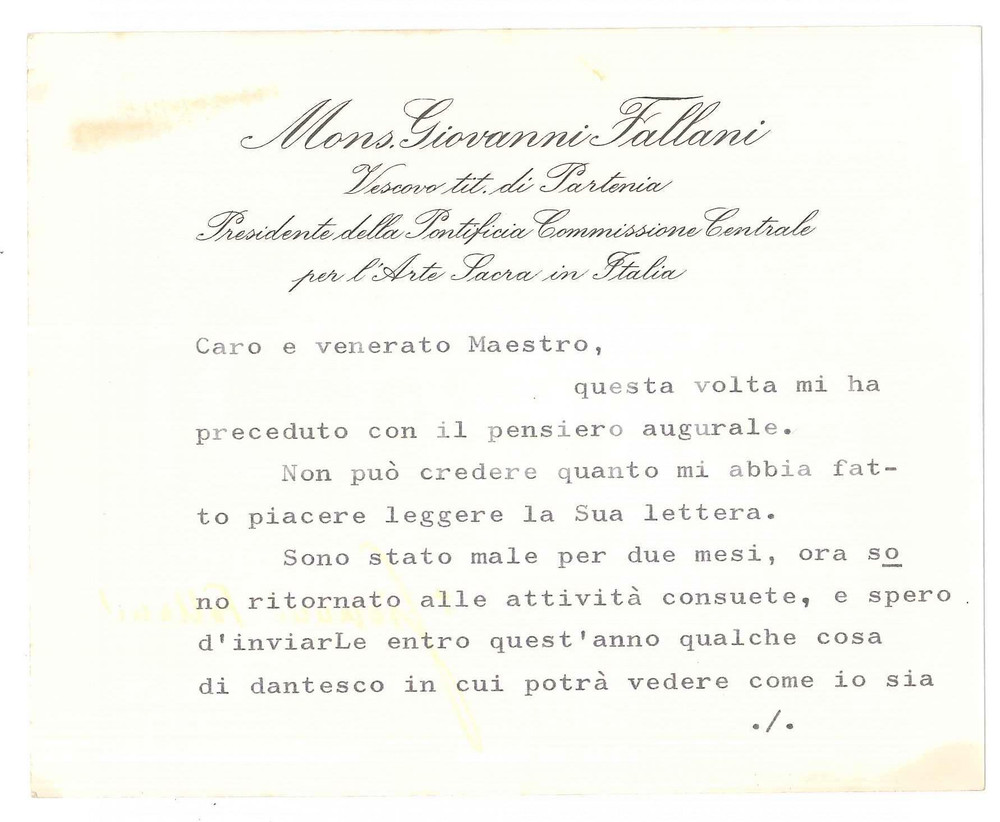 Mons. Giovanni Fallani
Vescovo tit. di Partenia
Presidente della Pontificia Commissione Centrale
per l'Arte Sacra in Italia
Caro e venerato Maestro,
questa volta mi ha
preceduto con il pensiero augurale.
Non può credere quanto mi abbia fat-
to piacere leggere la Sua lettera.
Sono stato male per due mesi, ora so
no ritornato alle attività consuete, e spero .
d'inviarLe entro quest'anno qualche cosa
di dantesco in cui potrà vedere come io sia
./.